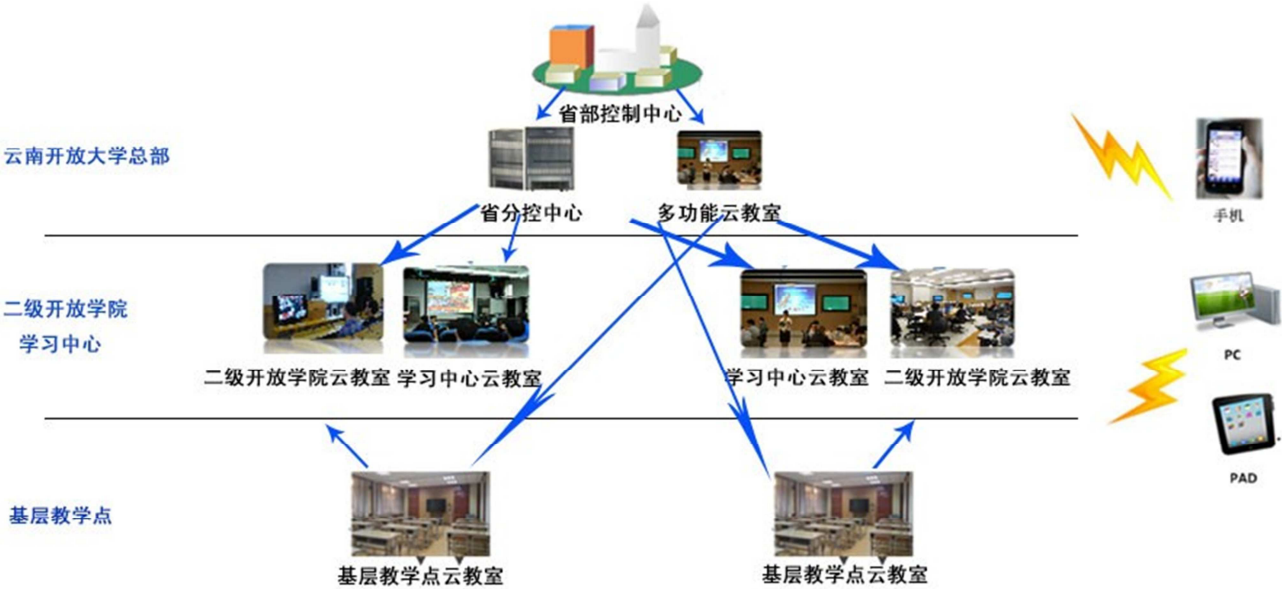 省部控制中心
云南开放大学总部
省分控中心
多功能云教室
手机
二级开放学院
学习中心
二级开放学院云教室
学习中心云教室
学习中心云教室
二级开放学院云教室
PC
PAD
基层教学点
基层教学点云教室
基层教学点云教室